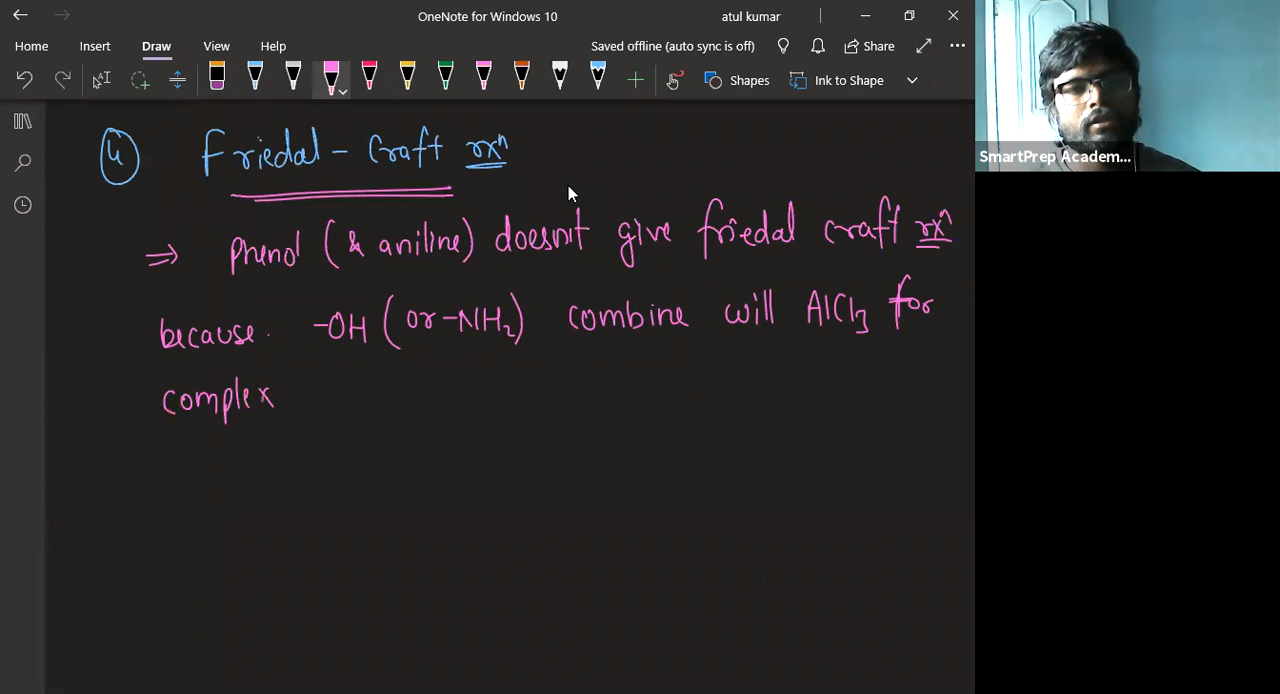 OneNote for Windows 10
atul kumar
Home Insert Draw View Help
Saved offline (auto sync is off)
Share
Shapes
Ink to Shape
SmartPrep Academ...
4 Friedal - Craft rxn
⇒ phenol (& aniline) doesn't give friedal craft rxn
because. -OH (or -NH2) combine will AlCl3 for
complex